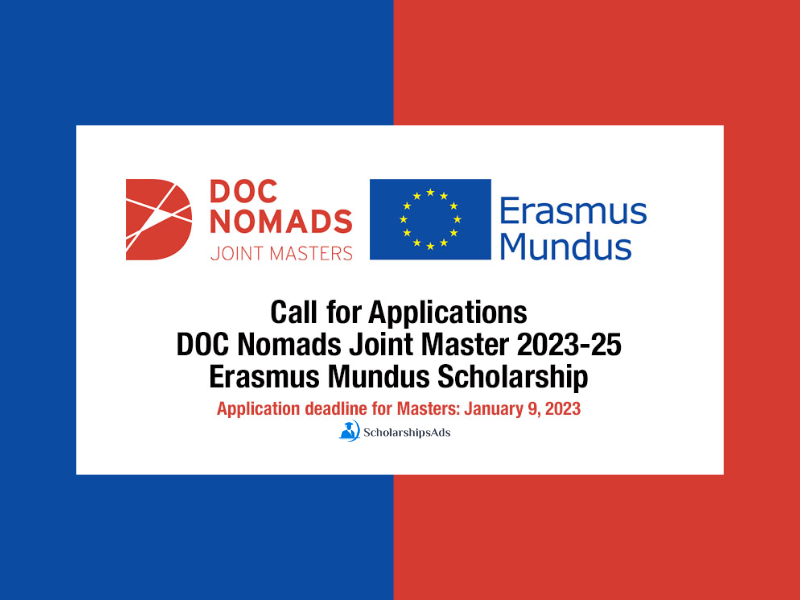 DOC
NOMADS
JOINT MASTERS
Erasmus
Mundus
Call for Applications
DOC Nomads Joint Master 2023-25
Erasmus Mundus Scholarship
Application deadline for Masters: January 9, 2023
ScholarshipsAds